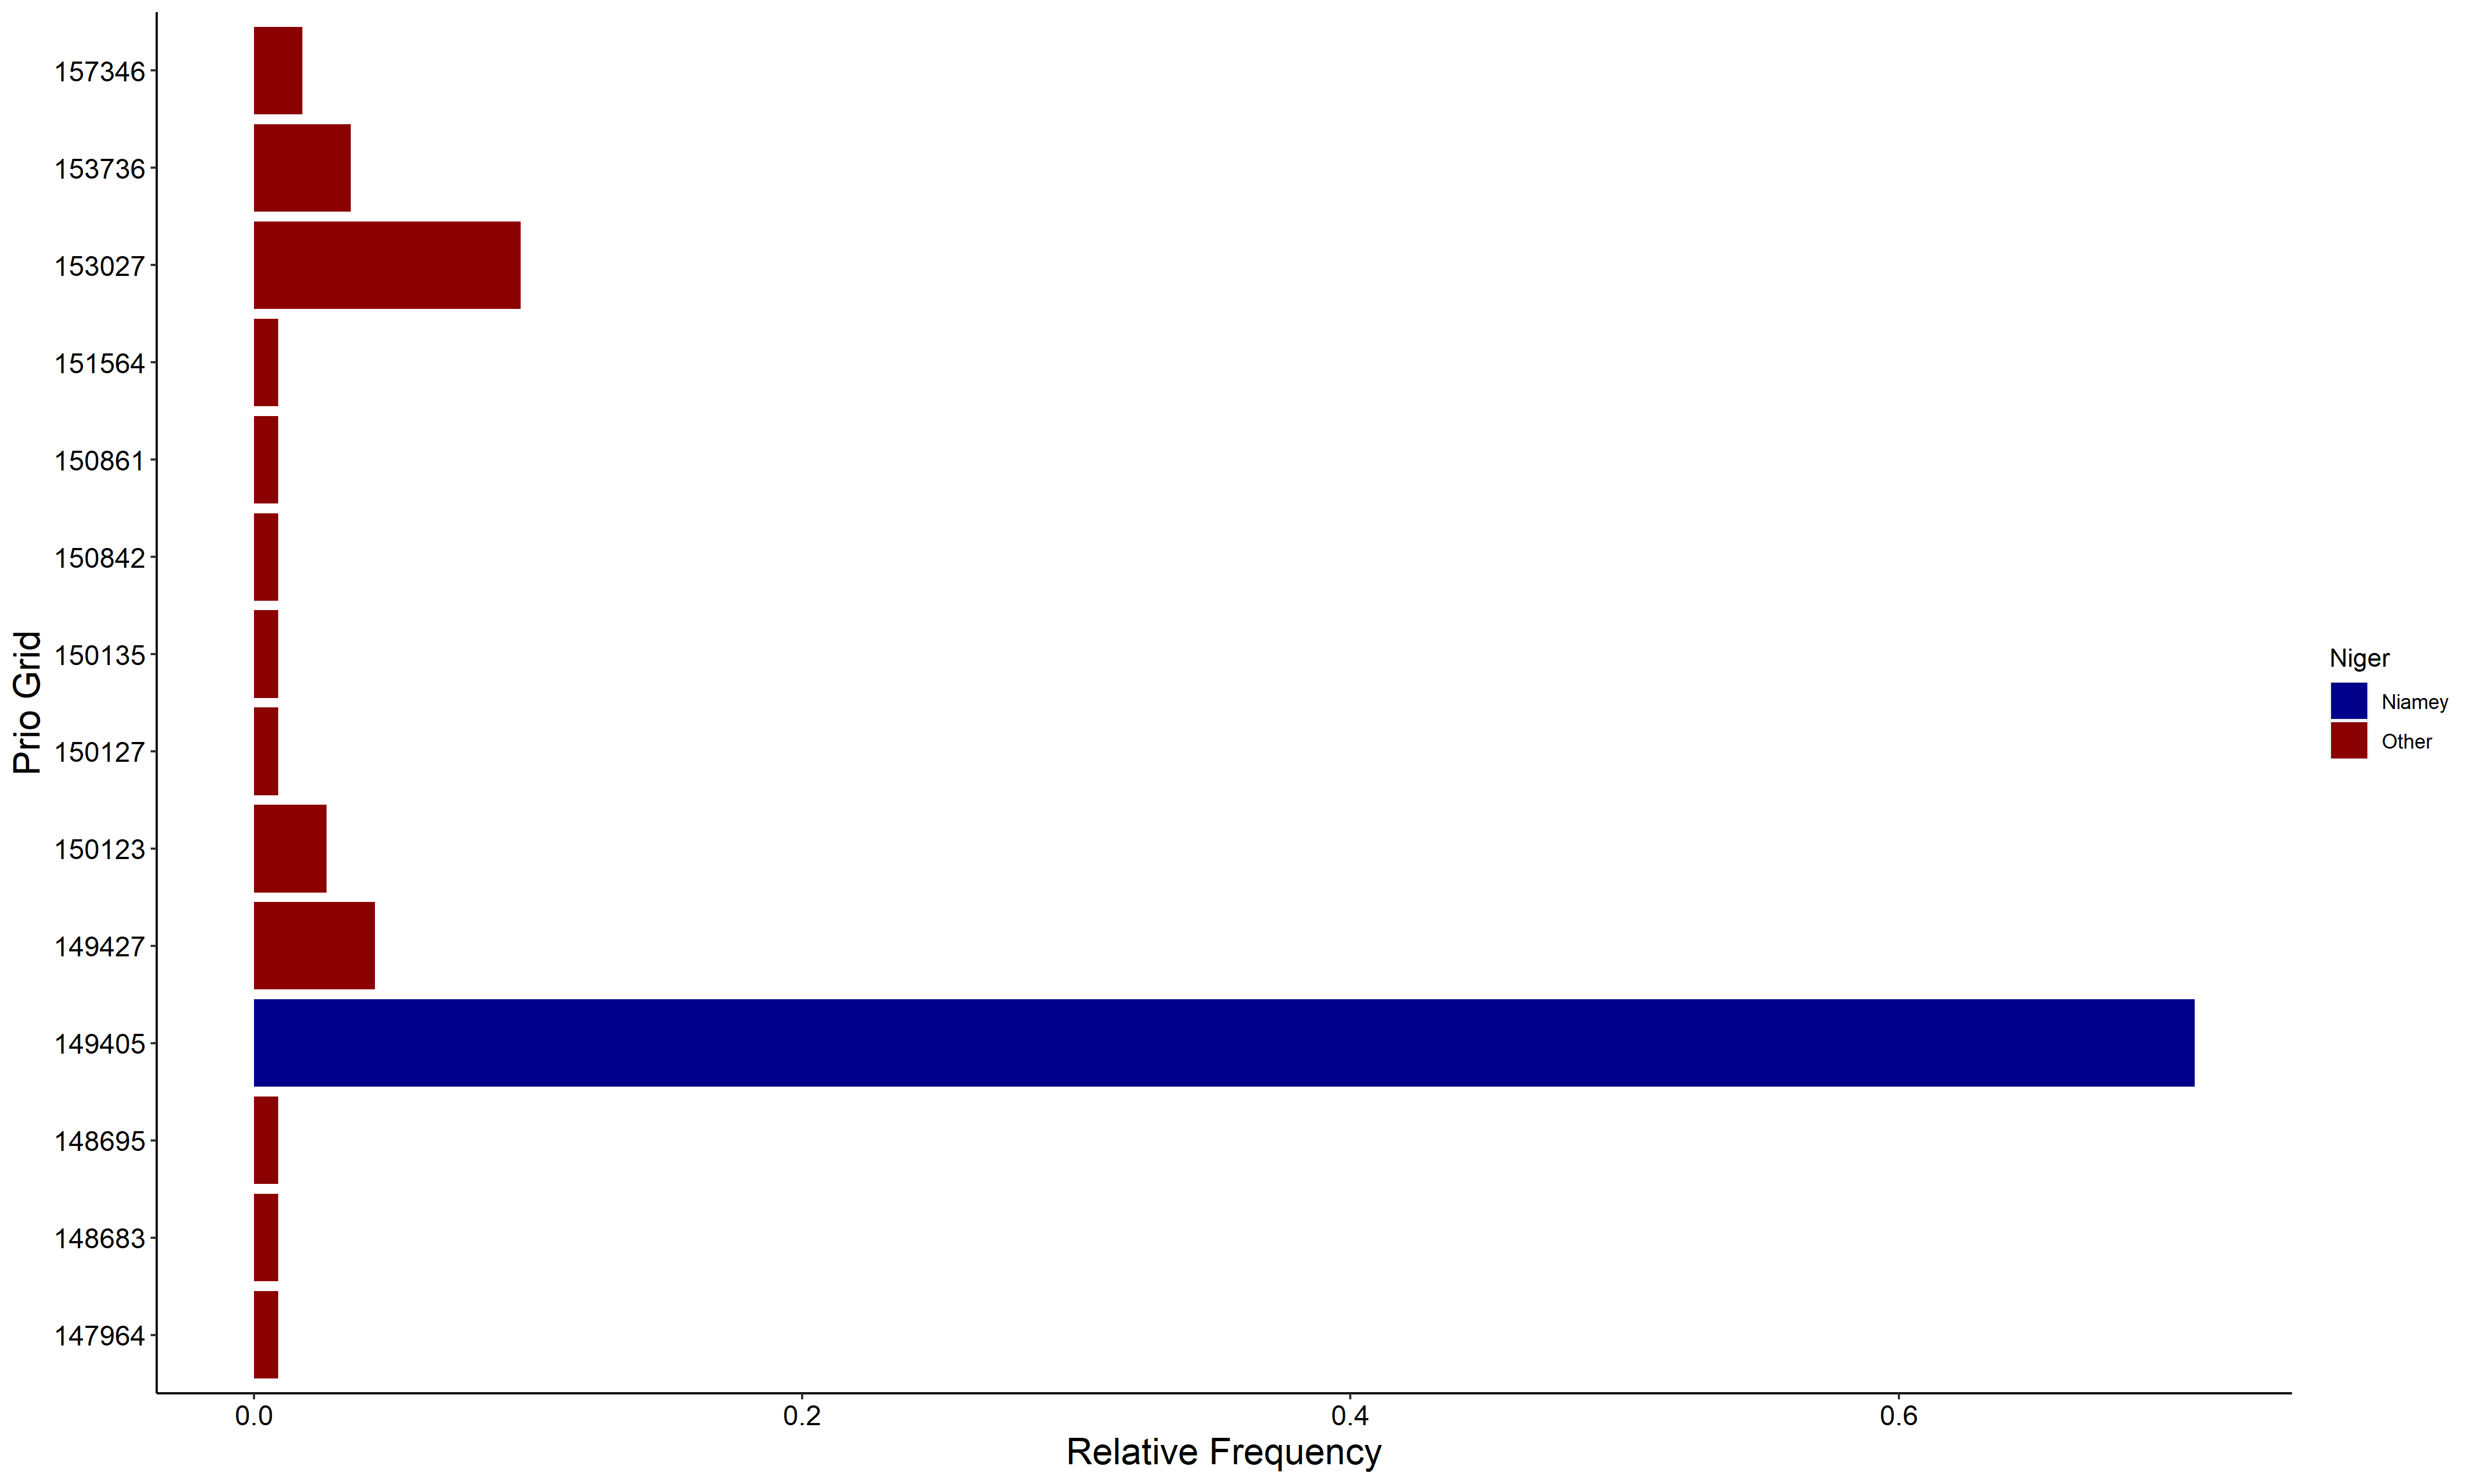 157346
153736
153027
151564
150861
150842
150135
150127
150123
149427
149405
148695
148683
147964
Prio Grid
0.0 0.2 0.4 0.6
Relative Frequency
Niger
Niamey
Other